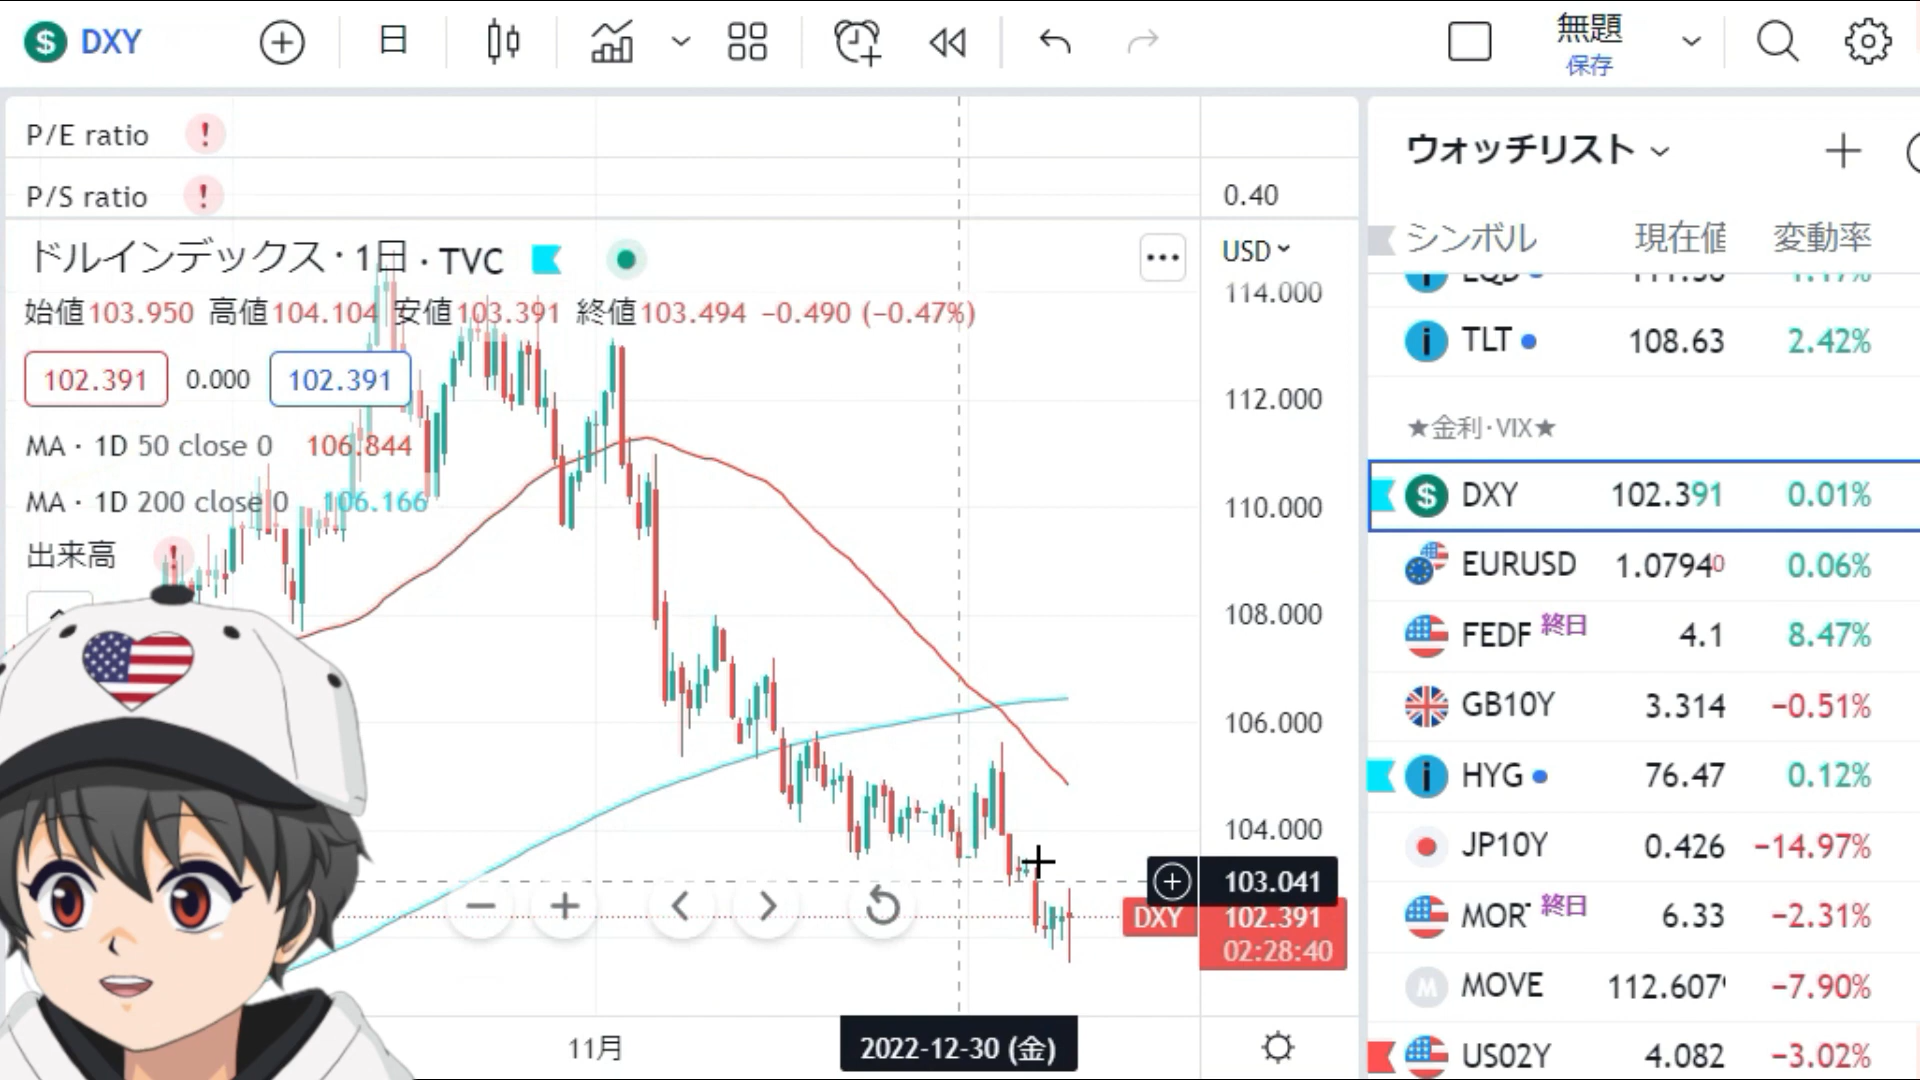 $ DXY
日
無題
保存
P/E ratio !
P/S ratio !
0.40
ドルインデックス・1日・TVC
USD
始値103.950 高値104.104 安値103.391 終値103.494 −0.490 (−0.47%)
102.391 0.000 102.391
MA · 1D 50 close 0 106.844
MA · 1D 200 close 0 106.166
出来高 !
114.000
112.000
110.000
108.000
106.000
104.000
103.041
DXY 102.391
02:28:40
11月
2022-12-30 (金)
ウォッチリスト
シンボル 現在値 変動率
TLT 108.63 2.42%
★金利·VIX★
$ DXY 102.391 0.01%
EURUSD 1.07940 0.06%
FEDF 終日 4.1 8.47%
GB10Y 3.314 −0.51%
HYG 76.47 0.12%
JP10Y 0.426 −14.97%
MOR 終日 6.33 −2.31%
M MOVE 112.607 −7.90%
US02Y 4.082 −3.02%